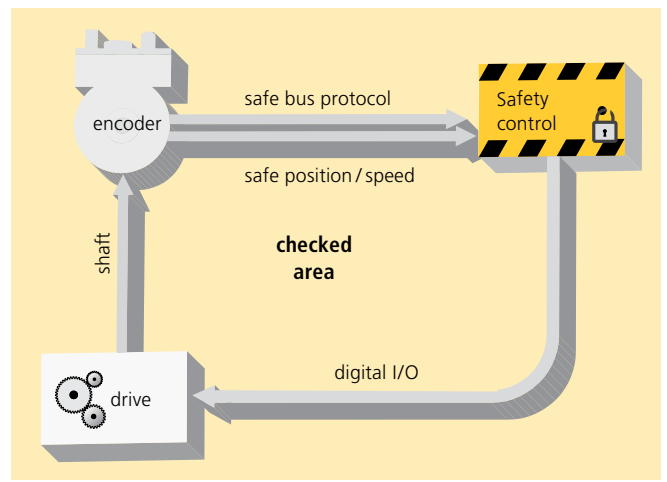 safe bus protocol
Safety
control
encoder
safe position / speed
shaft
checked
area
digital I/O
drive